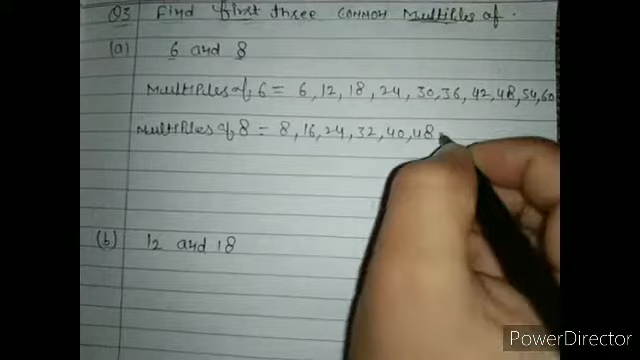 Q3 Find first three common Multiples of.
(a) 6 and 8
Multiples of 6 = 6, 12, 18, 24, 30, 36, 42, 48, 54, 60
Multiples of 8 = 8, 16, 24, 32, 40, 48
(b) 12 and 18
PowerDirector